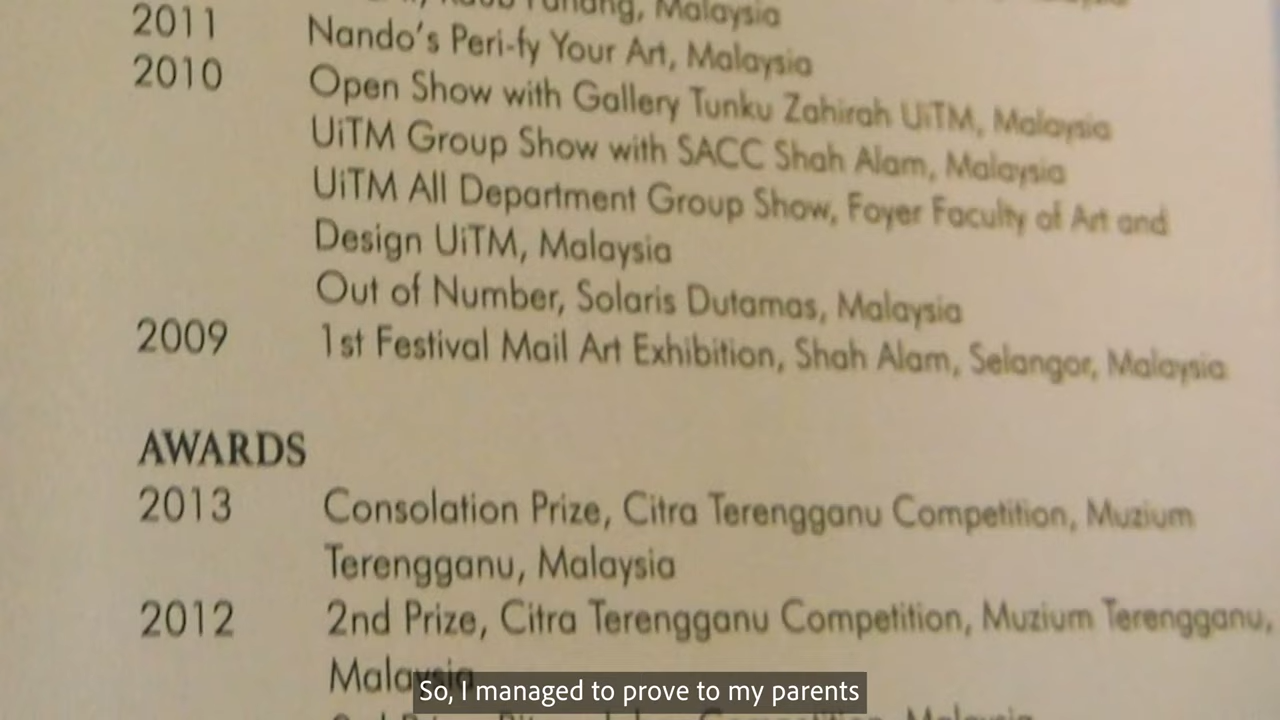 Malaysia
2011 Nando's Peri-fy Your Art, Malaysia
2010 Open Show with Gallery Tunku Zahirah UiTM, Malaysia
UiTM Group Show with SACC Shah Alam, Malaysia
UiTM All Department Group Show, Foyer Faculty of Art and
Design UiTM, Malaysia
Out of Number, Solaris Dutamas, Malaysia
2009 1st Festival Mail Art Exhibition, Shah Alam, Selangor, Malaysia
AWARDS
2013 Consolation Prize, Citra Terengganu Competition, Muzium
Terengganu, Malaysia
2012 2nd Prize, Citra Terengganu Competition, Muzium Terengganu,
Malaysia
So, I managed to prove to my parents